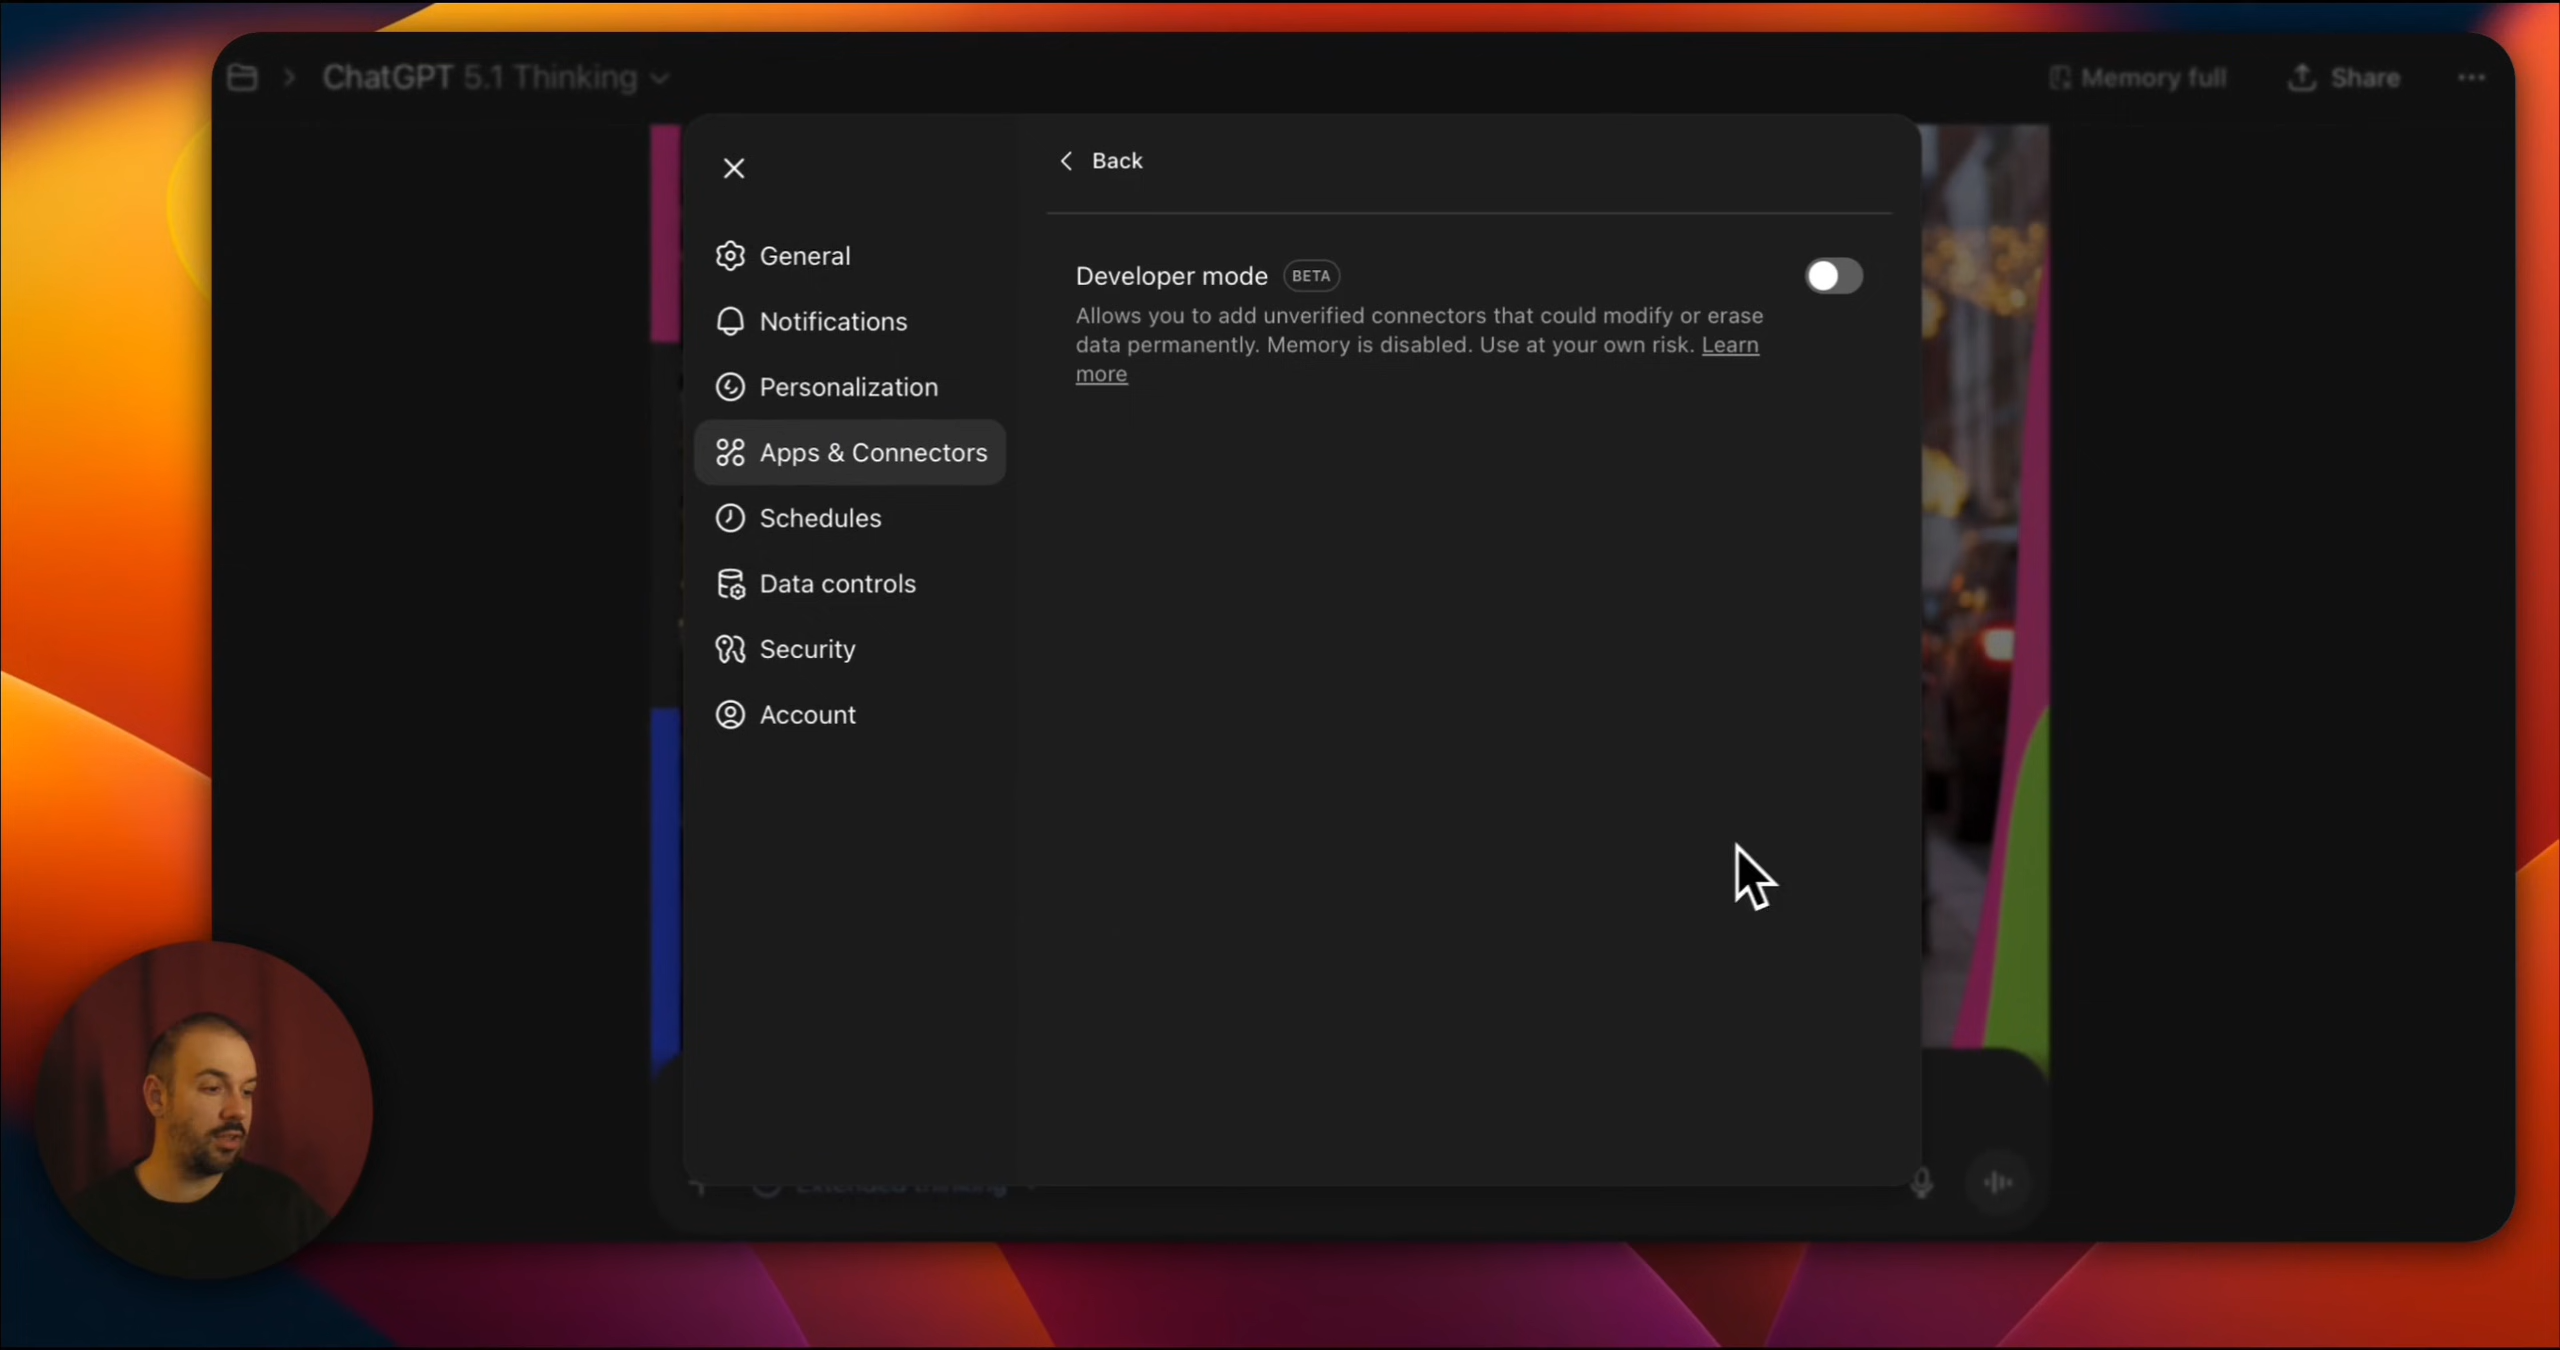 ChatGPT 5.1 Thinking
Memory full
Share
Back
General
Notifications
Personalization
Apps & Connectors
Schedules
Data controls
Security
Account
Developer mode BETA
Allows you to add unverified connectors that could modify or erase
data permanently. Memory is disabled. Use at your own risk. Learn
more
Extended thinking